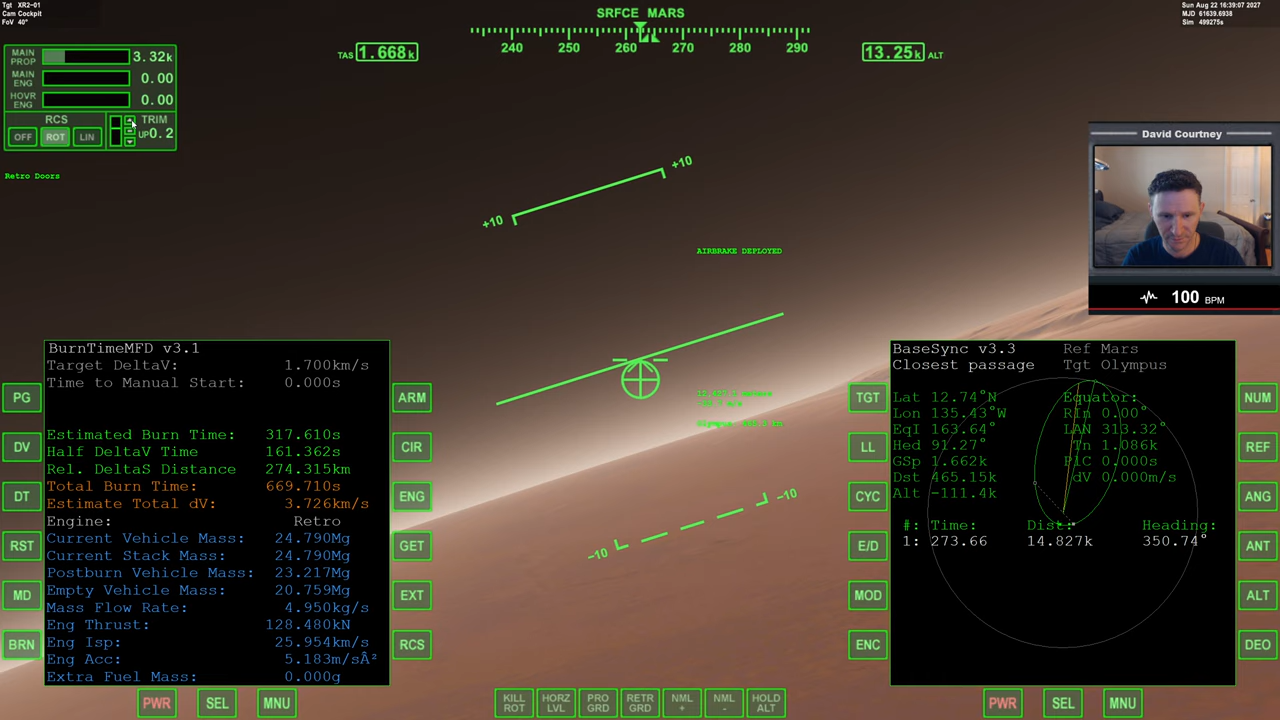 Tgt XR2-01
Cam Cockpit
FoV 40°
SRFCE MARS
Sun Aug 22 16:39:07 2027
MJD 61639.6938
Sim 499275s
240 250 260 270 280 290
TAS 1.668k
13.25k ALT
MAIN PROP 3.32k
MAIN ENG 0.00
HOVR ENG 0.00
RCS TRIM
OFF ROT LIN UP0.2
Retro Doors
+10 +10
AIRBRAKE DEPLOYED
-10 -10
David Courtney
100 BPM
BurnTimeMFD v3.1
Target DeltaV: 1.700km/s
Time to Manual Start: 0.000s
Estimated Burn Time: 317.610s
Half DeltaV Time 161.362s
Rel. DeltaS Distance 274.315km
Total Burn Time: 669.710s
Estimate Total dV: 3.726km/s
Engine: Retro
Current Vehicle Mass: 24.790Mg
Current Stack Mass: 24.790Mg
Postburn Vehicle Mass: 23.217Mg
Empty Vehicle Mass: 20.759Mg
Mass Flow Rate: 4.950kg/s
Eng Thrust: 128.480kN
Eng Isp: 25.954km/s
Eng Acc: 5.183m/sÂ²
Extra Fuel Mass: 0.000g
PG
DV
DT
RST
MD
BRN
ARM
CIR
ENG
GET
EXT
RCS
PWR SEL MNU
KILL ROT
HORZ LVL
PRO GRD
RETR GRD
NML +
NML -
HOLD ALT
BaseSync v3.3 Ref Mars
Closest passage Tgt Olympus
Lat 12.74°N Equator:
Lon 135.43°W RIn 0.00°
EqI 163.64° LAN 313.32°
Hed 91.27° Tn 1.086k
GSp 1.662k PlC 0.000s
Dst 465.15k dV 0.000m/s
Alt -111.4k
#: Time: Dist: Heading:
1: 273.66 14.827k 350.74°
TGT
LL
CYC
E/D
MOD
ENC
NUM
REF
ANG
ANT
ALT
DEO
PWR SEL MNU